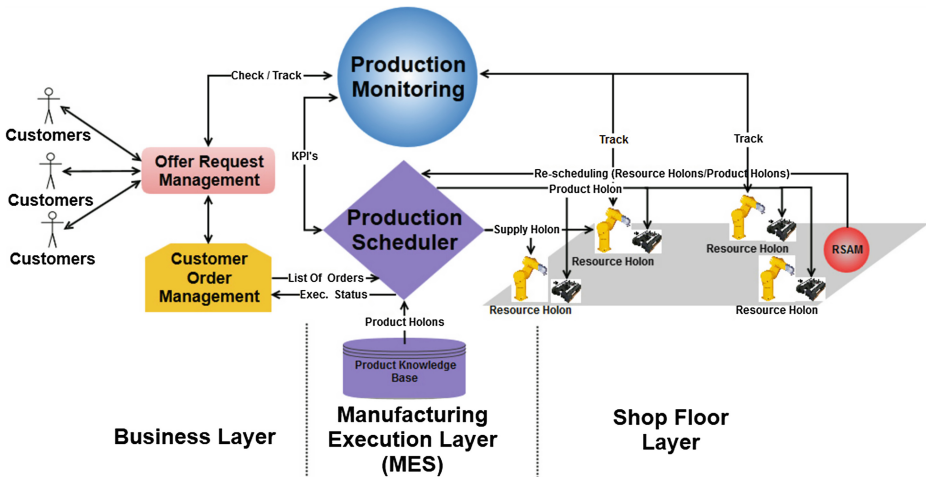 Production
Monitoring
Check / Track
Customers
Customers
Customers
Offer Request
Management
KPI's
Track
Track
Re-scheduling (Resource Holons/Product Holons)
Product Holon
Production
Scheduler
Supply Holon
Resource Holon
Resource Holon
RSAM
Customer
Order
Management
List Of Orders
Exec. Status
Resource Holon
Resource Holon
Product Holons
Product Knowledge
Base
Business Layer
Manufacturing
Execution Layer
(MES)
Shop Floor
Layer